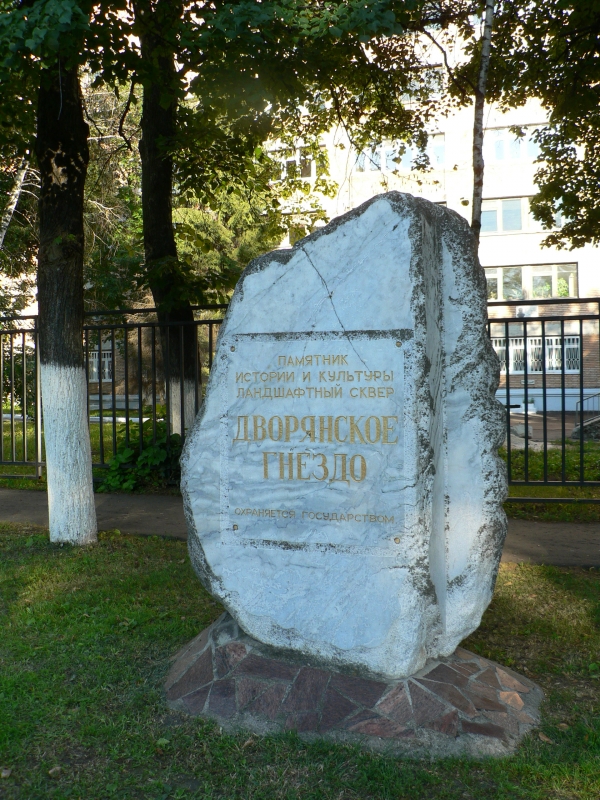 ПАМЯТНИК
ИСТОРИИ И КУЛЬТУРЫ
ЛАНДШАФТНЫЙ СКВЕР
ДВОРЯНСКОЕ
ГНЕЗДО
ОХРАНЯЕТСЯ ГОСУДАРСТВОМ